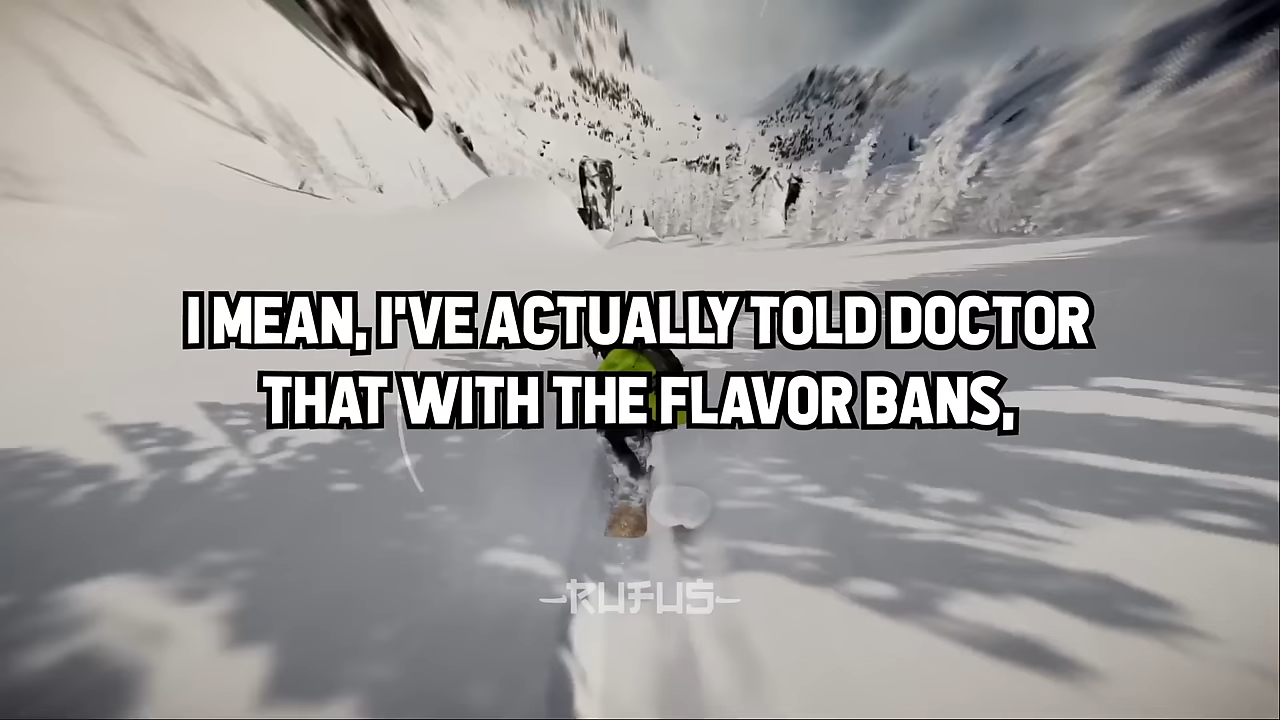 I MEAN, I'VE ACTUALLY TOLD DOCTOR
THAT WITH THE FLAVOR BANS,
-RUFUS-